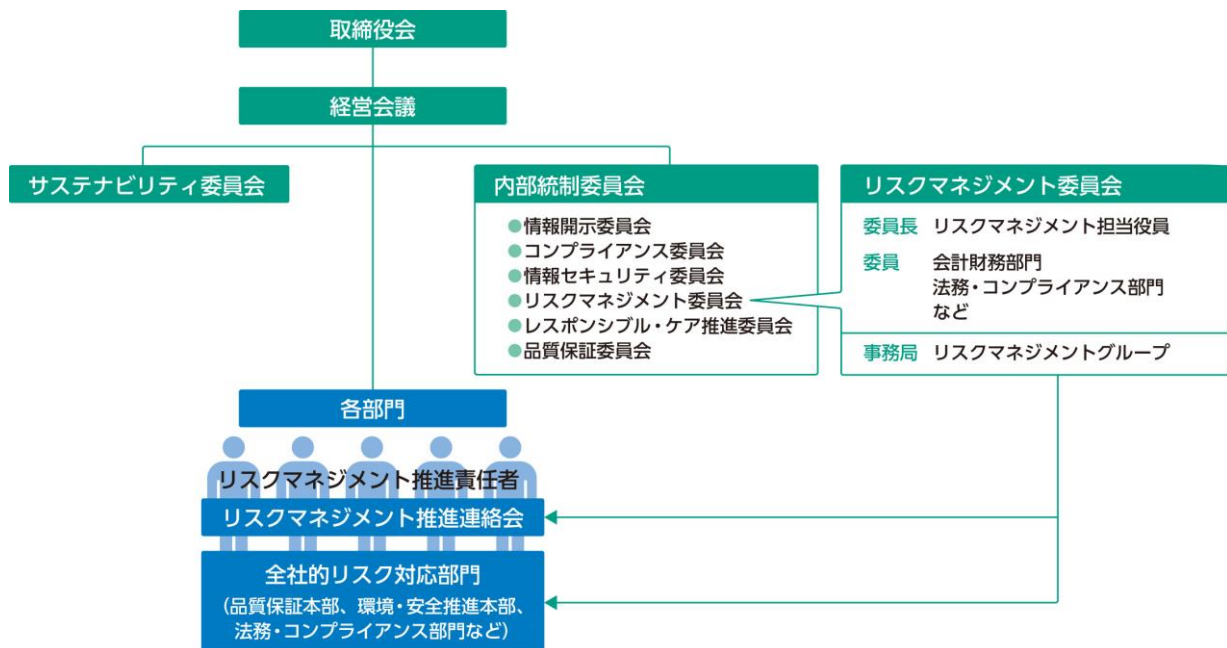 取締役会
経営会議
サステナビリティ委員会
内部統制委員会
●情報開示委員会
●コンプライアンス委員会
●情報セキュリティ委員会
●リスクマネジメント委員会
●レスポンシブル・ケア推進委員会
●品質保証委員会
リスクマネジメント委員会
委員長 リスクマネジメント担当役員
委員 会計財務部門
法務・コンプライアンス部門
など
事務局 リスクマネジメントグループ
各部門
リスクマネジメント推進責任者
リスクマネジメント推進連絡会
全社的リスク対応部門
(品質保証本部、環境・安全推進本部、
法務・コンプライアンス部門など)